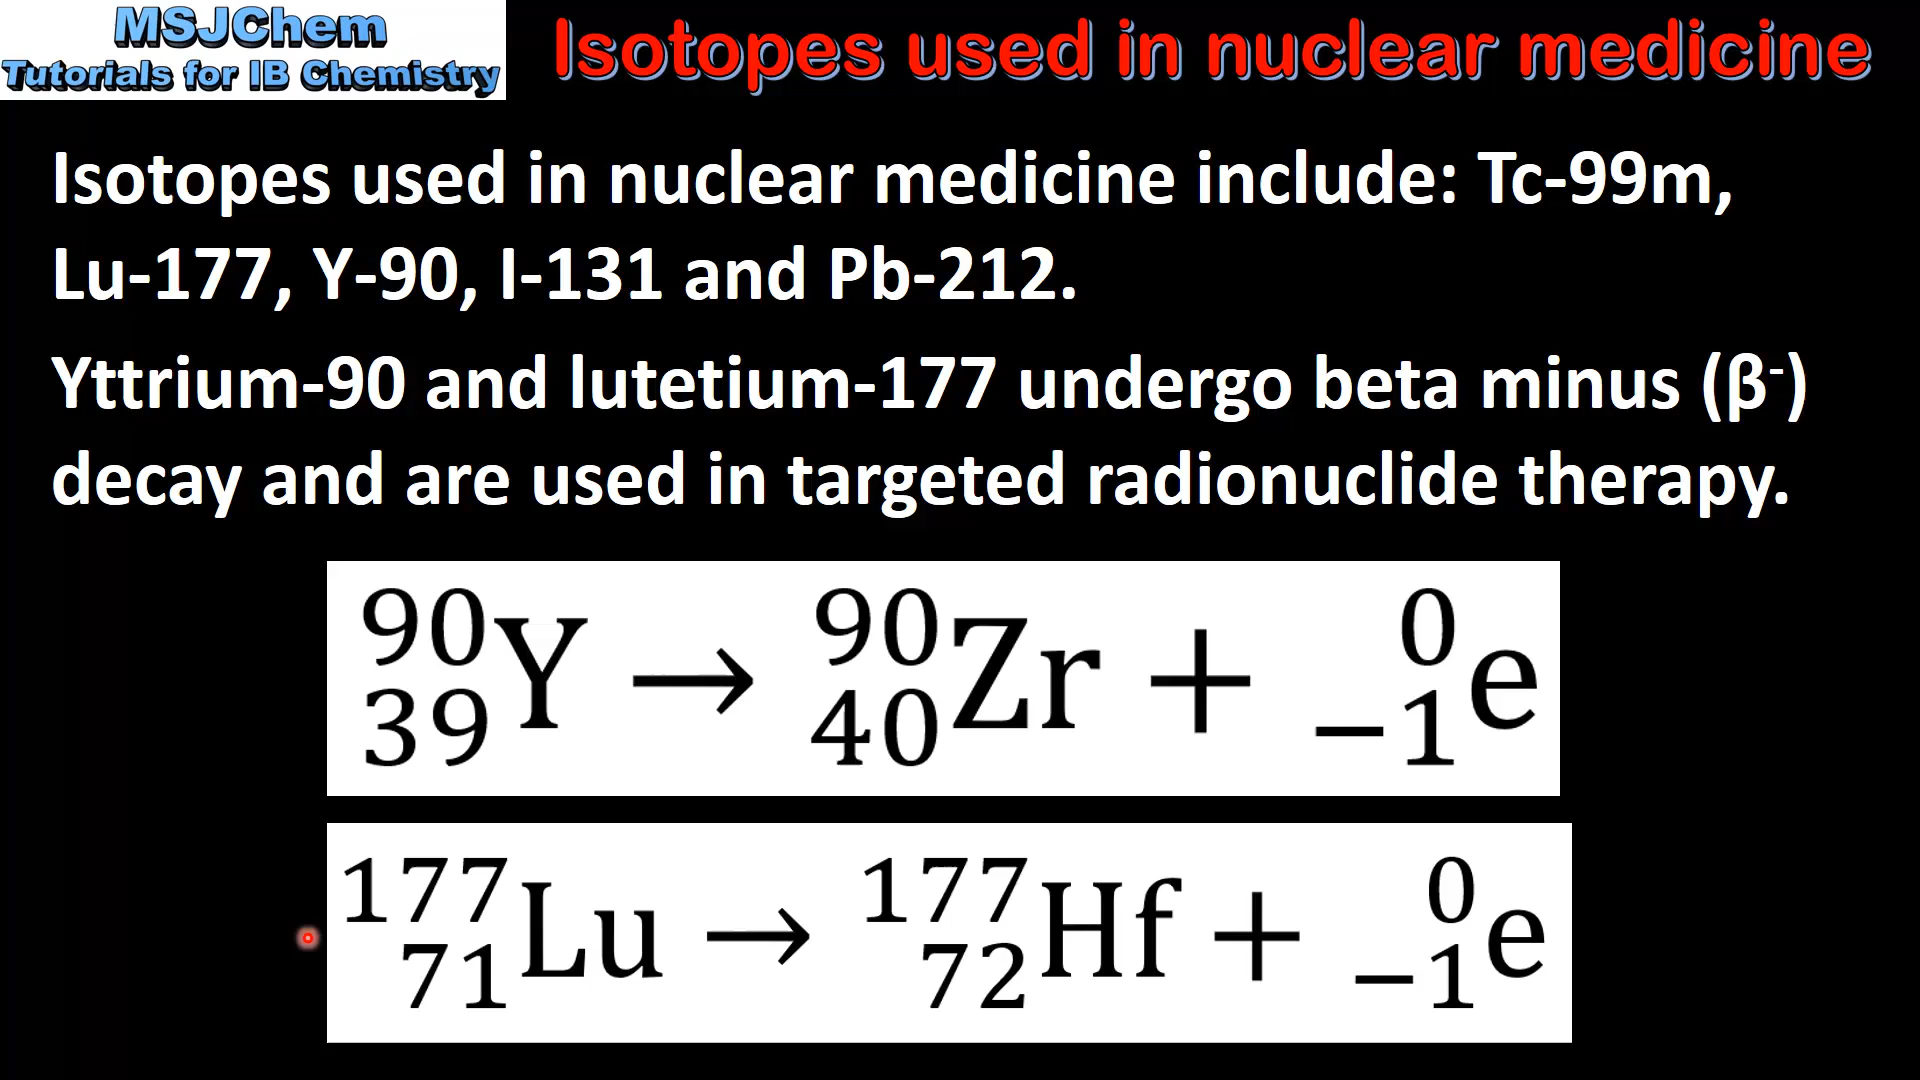 MSJChem
Tutorials for IB Chemistry
Isotopes used in nuclear medicine
Isotopes used in nuclear medicine include: Tc-99m,
Lu-177, Y-90, I-131 and Pb-212.
Yttrium-90 and lutetium-177 undergo beta minus (β⁻)
decay and are used in targeted radionuclide therapy.
⁹⁰₃₉Y → ⁹⁰₄₀Zr + ⁰₋₁e
¹⁷⁷₇₁Lu → ¹⁷⁷₇₂Hf + ⁰₋₁e